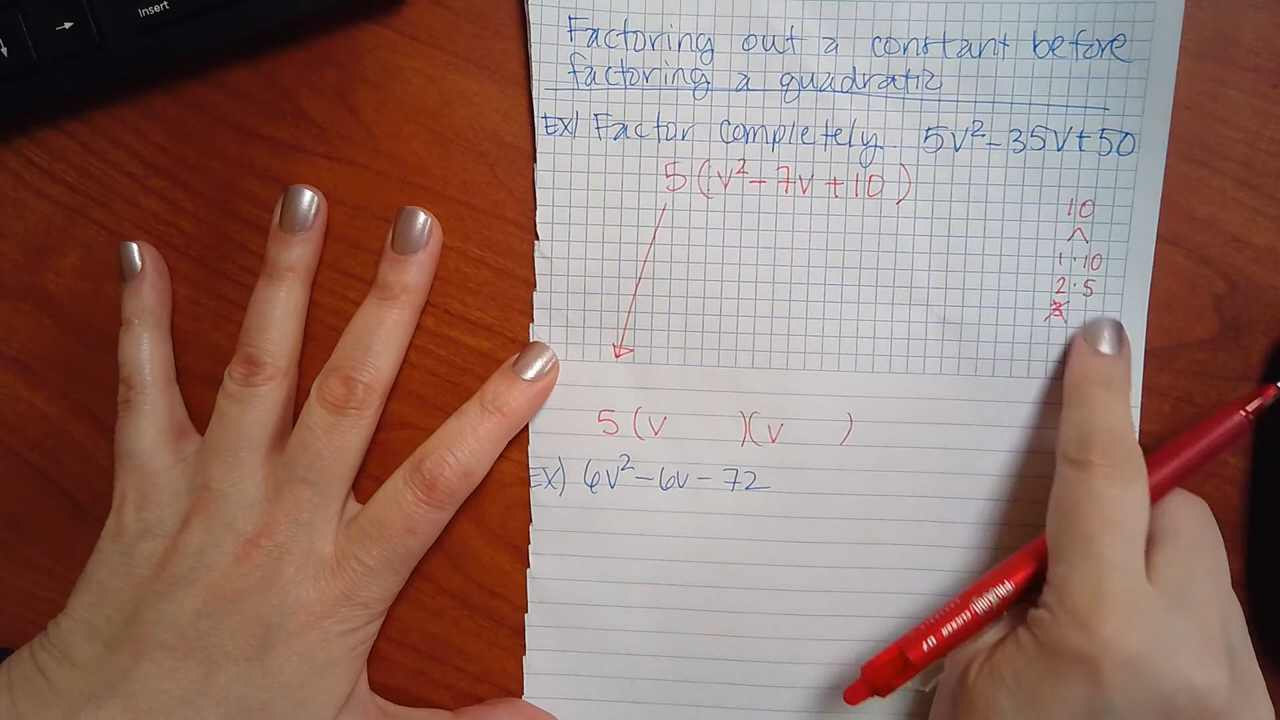 Insert
→
Factoring out a constant before
factoring a quadratic
EX) Factor completely. 5v²-35v+50
5(v²-7v+10)
10
^
1·10
2·5
5(v )(v )
EX) 6v²-6v-72